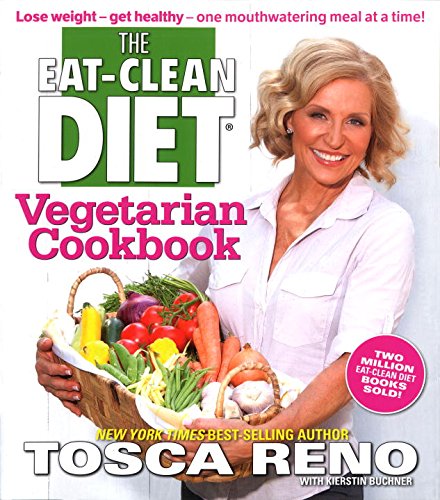 Lose weight – get healthy – one mouthwatering meal at a time!
THE
EAT-CLEAN
DIET®
Vegetarian
Cookbook
TWO
MILLION
EAT-CLEAN DIET
BOOKS
SOLD!
NEW YORK TIMES BEST-SELLING AUTHOR
TOSCA RENO
WITH KIERSTIN BUCHNER